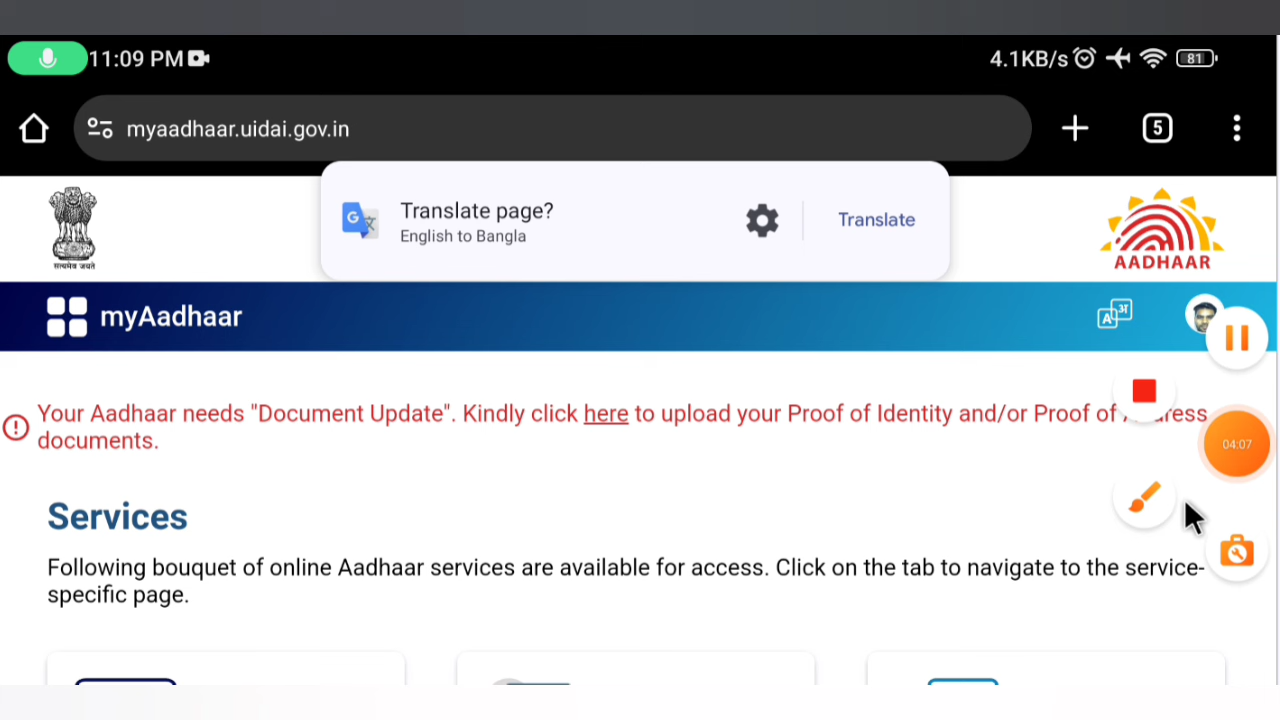 11:09 PM
4.1KB/s
81
myaadhaar.uidai.gov.in
5
Translate page?
English to Bangla
Translate
सत्यमेव जयते
AADHAAR
myAadhaar
Your Aadhaar needs "Document Update". Kindly click here to upload your Proof of Identity and/or Proof of
documents.
04:07
Services
Following bouquet of online Aadhaar services are available for access. Click on the tab to navigate to the service-
specific page.